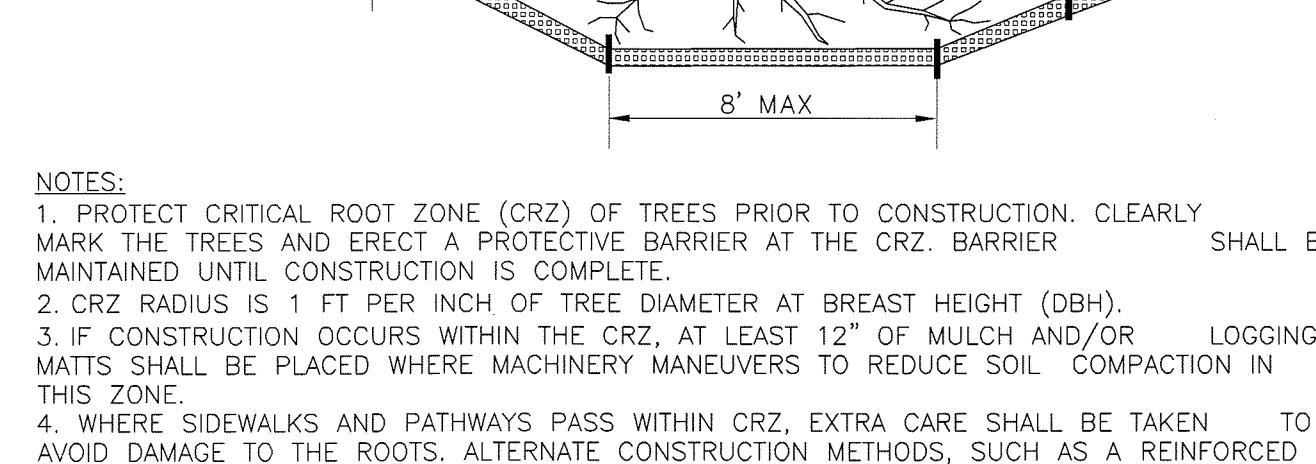 8' MAX
NOTES:
1. PROTECT CRITICAL ROOT ZONE (CRZ) OF TREES PRIOR TO CONSTRUCTION. CLEARLY
MARK THE TREES AND ERECT A PROTECTIVE BARRIER AT THE CRZ. BARRIER SHALL
MAINTAINED UNTIL CONSTRUCTION IS COMPLETE.
2. CRZ RADIUS IS 1 FT PER INCH OF TREE DIAMETER AT BREAST HEIGHT (DBH).
3. IF CONSTRUCTION OCCURS WITHIN THE CRZ, AT LEAST 12" OF MULCH AND/OR LOGGING
MATTS SHALL BE PLACED WHERE MACHINERY MANEUVERS TO REDUCE SOIL COMPACTION IN
THIS ZONE.
4. WHERE SIDEWALKS AND PATHWAYS PASS WITHIN CRZ, EXTRA CARE SHALL BE TAKEN TO
AVOID DAMAGE TO THE ROOTS. ALTERNATE CONSTRUCTION METHODS, SUCH AS A REINFORCED